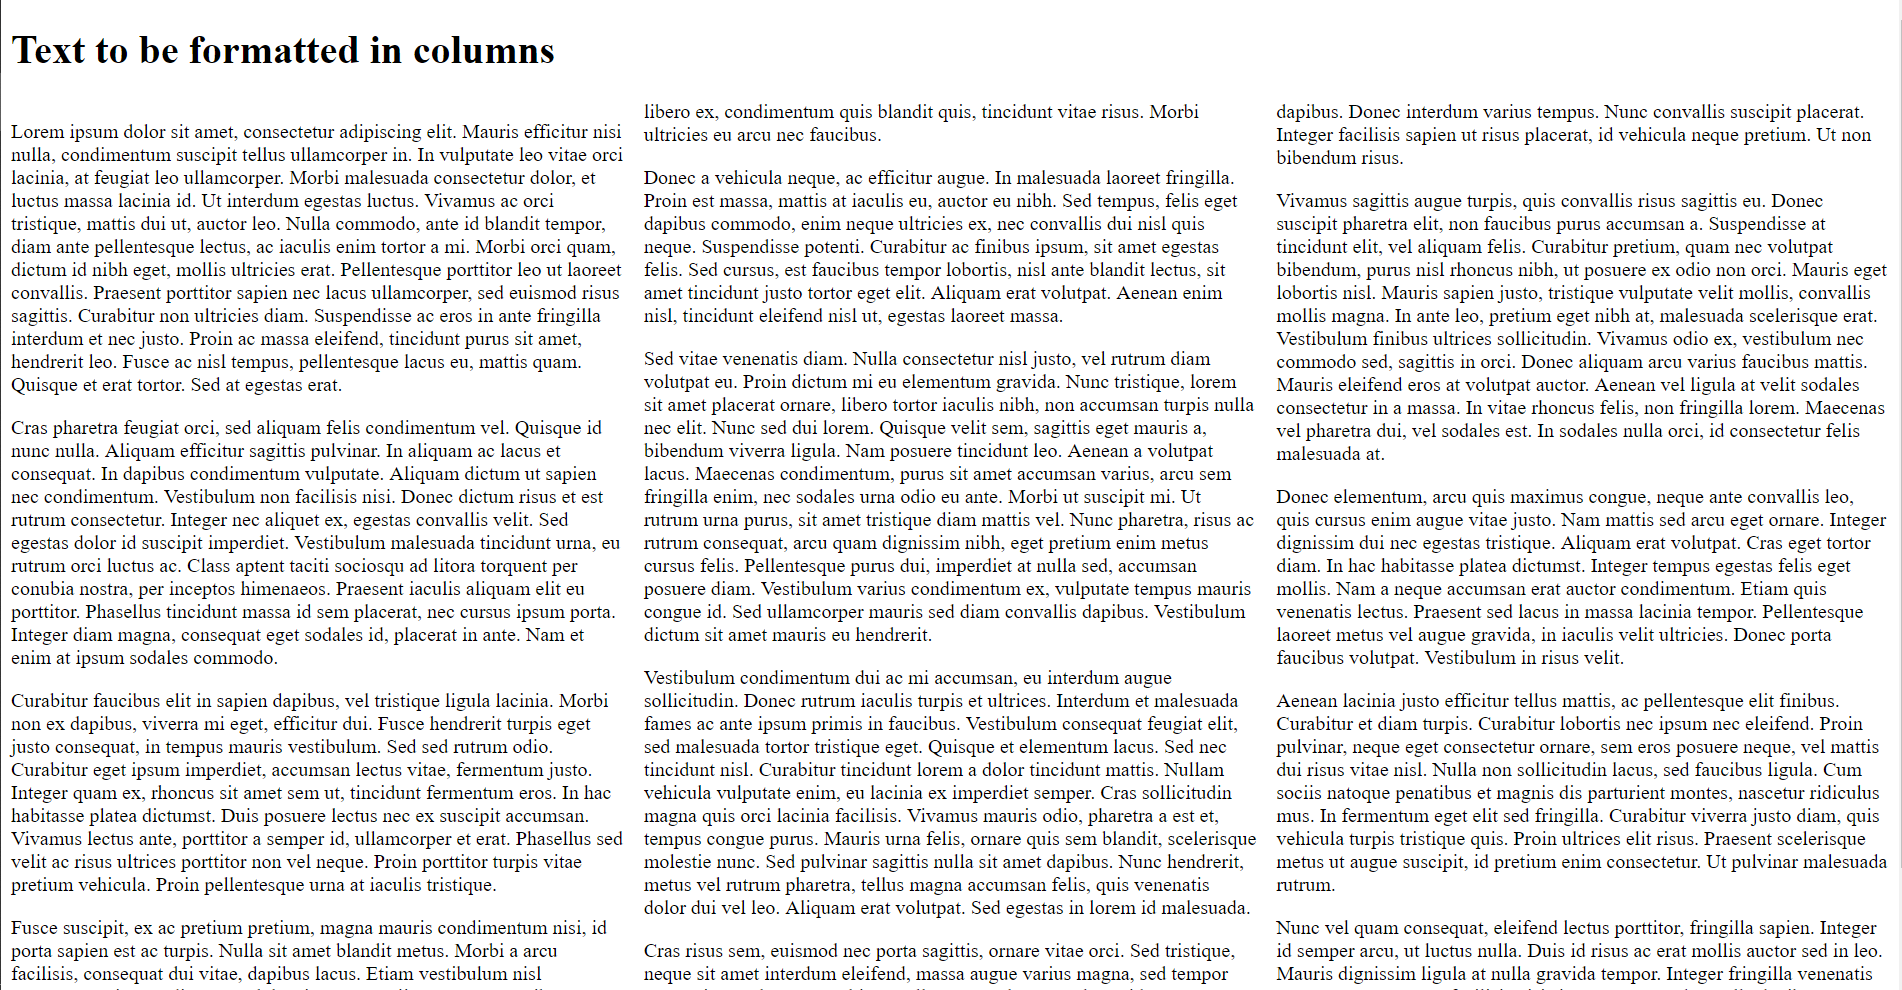 Text to be formatted in columns
Lorem ipsum dolor sit amet, consectetur adipiscing elit. Mauris efficitur nisi
nulla, condimentum suscipit tellus ullamcorper in. In vulputate leo vitae orci
lacinia, at feugiat leo ullamcorper. Morbi malesuada consectetur dolor, et
luctus massa lacinia id. Ut interdum egestas luctus. Vivamus ac orci
tristique, mattis dui ut, auctor leo. Nulla commodo, ante id blandit tempor,
diam ante pellentesque lectus, ac iaculis enim tortor a mi. Morbi orci quam,
dictum id nibh eget, mollis ultricies erat. Pellentesque porttitor leo ut laoreet
convallis. Praesent porttitor sapien nec lacus ullamcorper, sed euismod risus
sagittis. Curabitur non ultricies diam. Suspendisse ac eros in ante fringilla
interdum et nec justo. Proin ac massa eleifend, tincidunt purus sit amet,
hendrerit leo. Fusce ac nisl tempus, pellentesque lacus eu, mattis quam.
Quisque et erat tortor. Sed at egestas erat.
Cras pharetra feugiat orci, sed aliquam felis condimentum vel. Quisque id
nunc nulla. Aliquam efficitur sagittis pulvinar. In aliquam ac lacus et
consequat. In dapibus condimentum vulputate. Aliquam dictum ut sapien
nec condimentum. Vestibulum non facilisis nisi. Donec dictum risus et est
rutrum consectetur. Integer nec aliquet ex, egestas convallis velit. Sed
egestas dolor id suscipit imperdiet. Vestibulum malesuada tincidunt urna, eu
rutrum orci luctus ac. Class aptent taciti sociosqu ad litora torquent per
conubia nostra, per inceptos himenaeos. Praesent iaculis aliquam elit eu
porttitor. Phasellus tincidunt massa id sem placerat, nec cursus ipsum porta.
Integer diam magna, consequat eget sodales id, placerat in ante. Nam et
enim at ipsum sodales commodo.
Curabitur faucibus elit in sapien dapibus, vel tristique ligula lacinia. Morbi
non ex dapibus, viverra mi eget, efficitur dui. Fusce hendrerit turpis eget
justo consequat, in tempus mauris vestibulum. Sed sed rutrum odio.
Curabitur eget ipsum imperdiet, accumsan lectus vitae, fermentum justo.
Integer quam ex, rhoncus sit amet sem ut, tincidunt fermentum eros. In hac
habitasse platea dictumst. Duis posuere lectus nec ex suscipit accumsan.
Vivamus lectus ante, porttitor a semper id, ullamcorper et erat. Phasellus sed
velit ac risus ultrices porttitor non vel neque. Proin porttitor turpis vitae
pretium vehicula. Proin pellentesque urna at iaculis tristique.
Fusce suscipit, ex ac pretium pretium, magna mauris condimentum nisi, id
porta sapien est ac turpis. Nulla sit amet blandit metus. Morbi a arcu
facilisis, consequat dui vitae, dapibus lacus. Etiam vestibulum nisl
libero ex, condimentum quis blandit quis, tincidunt vitae risus. Morbi
ultricies eu arcu nec faucibus.
Donec a vehicula neque, ac efficitur augue. In malesuada laoreet fringilla.
Proin est massa, mattis at iaculis eu, auctor eu nibh. Sed tempus, felis eget
dapibus commodo, enim neque ultricies ex, nec convallis dui nisl quis
neque. Suspendisse potenti. Curabitur ac finibus ipsum, sit amet egestas
felis. Sed cursus, est faucibus tempor lobortis, nisl ante blandit lectus, sit
amet tincidunt justo tortor eget elit. Aliquam erat volutpat. Aenean enim
nisl, tincidunt eleifend nisl ut, egestas laoreet massa.
Sed vitae venenatis diam. Nulla consectetur nisl justo, vel rutrum diam
volutpat eu. Proin dictum mi eu elementum gravida. Nunc tristique, lorem
sit amet placerat ornare, libero tortor iaculis nibh, non accumsan turpis nulla
nec elit. Nunc sed dui lorem. Quisque velit sem, sagittis eget mauris a,
bibendum viverra ligula. Nam posuere tincidunt leo. Aenean a volutpat
lacus. Maecenas condimentum, purus sit amet accumsan varius, arcu sem
fringilla enim, nec sodales urna odio eu ante. Morbi ut suscipit mi. Ut
rutrum urna purus, sit amet tristique diam mattis vel. Nunc pharetra, risus ac
rutrum consequat, arcu quam dignissim nibh, eget pretium enim metus
cursus felis. Pellentesque purus dui, imperdiet at nulla sed, accumsan
posuere diam. Vestibulum varius condimentum ex, vulputate tempus mauris
congue id. Sed ullamcorper mauris sed diam convallis dapibus. Vestibulum
dictum sit amet mauris eu hendrerit.
Vestibulum condimentum dui ac mi accumsan, eu interdum augue
sollicitudin. Donec rutrum iaculis turpis et ultrices. Interdum et malesuada
fames ac ante ipsum primis in faucibus. Vestibulum consequat feugiat elit,
sed malesuada tortor tristique eget. Quisque et elementum lacus. Sed nec
tincidunt nisl. Curabitur tincidunt lorem a dolor tincidunt mattis. Nullam
vehicula vulputate enim, eu lacinia ex imperdiet semper. Cras sollicitudin
magna quis orci lacinia facilisis. Vivamus mauris odio, pharetra a est et,
tempus congue purus. Mauris urna felis, ornare quis sem blandit, scelerisque
molestie nunc. Sed pulvinar sagittis nulla sit amet dapibus. Nunc hendrerit,
metus vel rutrum pharetra, tellus magna accumsan felis, quis venenatis
dolor dui vel leo. Aliquam erat volutpat. Sed egestas in lorem id malesuada.
Cras risus sem, euismod nec porta sagittis, ornare vitae orci. Sed tristique,
neque sit amet interdum eleifend, massa augue varius magna, sed tempor
dapibus. Donec interdum varius tempus. Nunc convallis suscipit placerat.
Integer facilisis sapien ut risus placerat, id vehicula neque pretium. Ut non
bibendum risus.
Vivamus sagittis augue turpis, quis convallis risus sagittis eu. Donec
suscipit pharetra elit, non faucibus purus accumsan a. Suspendisse at
tincidunt elit, vel aliquam felis. Curabitur pretium, quam nec volutpat
bibendum, purus nisl rhoncus nibh, ut posuere ex odio non orci. Mauris eget
lobortis nisl. Mauris sapien justo, tristique vulputate velit mollis, convallis
mollis magna. In ante leo, pretium eget nibh at, malesuada scelerisque erat.
Vestibulum finibus ultrices sollicitudin. Vivamus odio ex, vestibulum nec
commodo sed, sagittis in orci. Donec aliquam arcu varius faucibus mattis.
Mauris eleifend eros at volutpat auctor. Aenean vel ligula at velit sodales
consectetur in a massa. In vitae rhoncus felis, non fringilla lorem. Maecenas
vel pharetra dui, vel sodales est. In sodales nulla orci, id consectetur felis
malesuada at.
Donec elementum, arcu quis maximus congue, neque ante convallis leo,
quis cursus enim augue vitae justo. Nam mattis sed arcu eget ornare. Integer
dignissim dui nec egestas tristique. Aliquam erat volutpat. Cras eget tortor
diam. In hac habitasse platea dictumst. Integer tempus egestas felis eget
mollis. Nam a neque accumsan erat auctor condimentum. Etiam quis
venenatis lectus. Praesent sed lacus in massa lacinia tempor. Pellentesque
laoreet metus vel augue gravida, in iaculis velit ultricies. Donec porta
faucibus volutpat. Vestibulum in risus velit.
Aenean lacinia justo efficitur tellus mattis, ac pellentesque elit finibus.
Curabitur et diam turpis. Curabitur lobortis nec ipsum nec eleifend. Proin
pulvinar, neque eget consectetur ornare, sem eros posuere neque, vel mattis
dui risus vitae nisl. Nulla non sollicitudin lacus, sed faucibus ligula. Cum
sociis natoque penatibus et magnis dis parturient montes, nascetur ridiculus
mus. In fermentum eget elit sed fringilla. Curabitur viverra justo diam, quis
vehicula turpis tristique quis. Proin ultrices elit risus. Praesent scelerisque
metus ut augue suscipit, id pretium enim consectetur. Ut pulvinar malesuada
rutrum.
Nunc vel quam consequat, eleifend lectus porttitor, fringilla sapien. Integer
id semper arcu, ut luctus nulla. Duis id risus ac erat mollis auctor sed in leo.
Mauris dignissim ligula at nulla gravida tempor. Integer fringilla venenatis